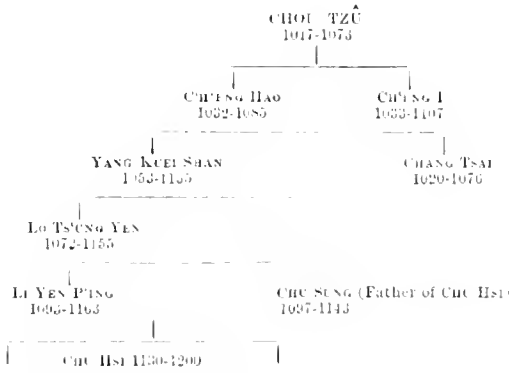 CHOU TZŬ
1017-1073
CH'ENG HAO
1032-1085
CH'ENG I
1033-1107
YANG KUEI SHAN
1053-1135
CHANG TSAI
1020-1076
LO TS'UNG YEN
1072-1155
LI YEN P'ING
1093-1163
CHU SUNG (Father of CHU HSI
1097-1143
CHU HSI 1130-1200